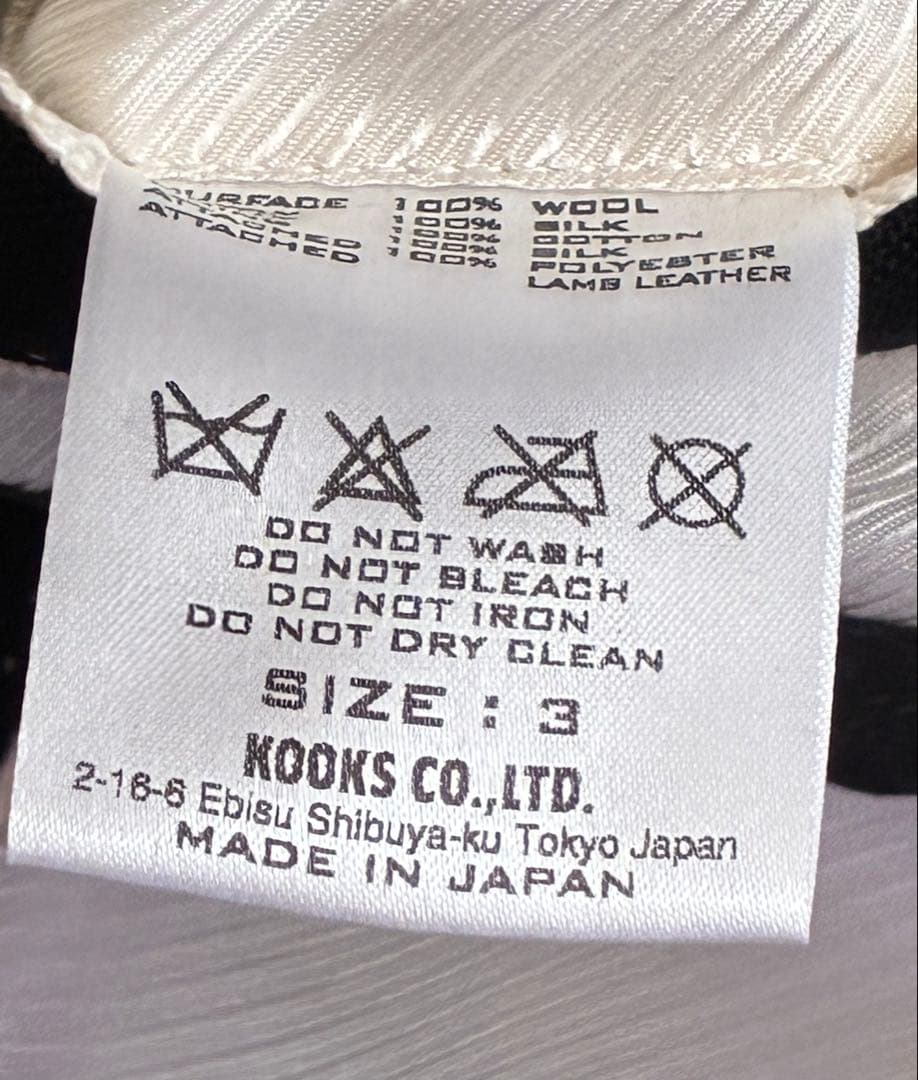 SURFACE 100% WOOL
100% SILK
100% COTTON
ATTACHED 100% SILK
POLYESTER
LAMB LEATHER
DO NOT WASH
DO NOT BLEACH
DO NOT IRON
DO NOT DRY CLEAN
SIZE : 3
KOOKS CO.,LTD.
2-16-6 Ebisu Shibuya-ku Tokyo Japan
MADE IN JAPAN